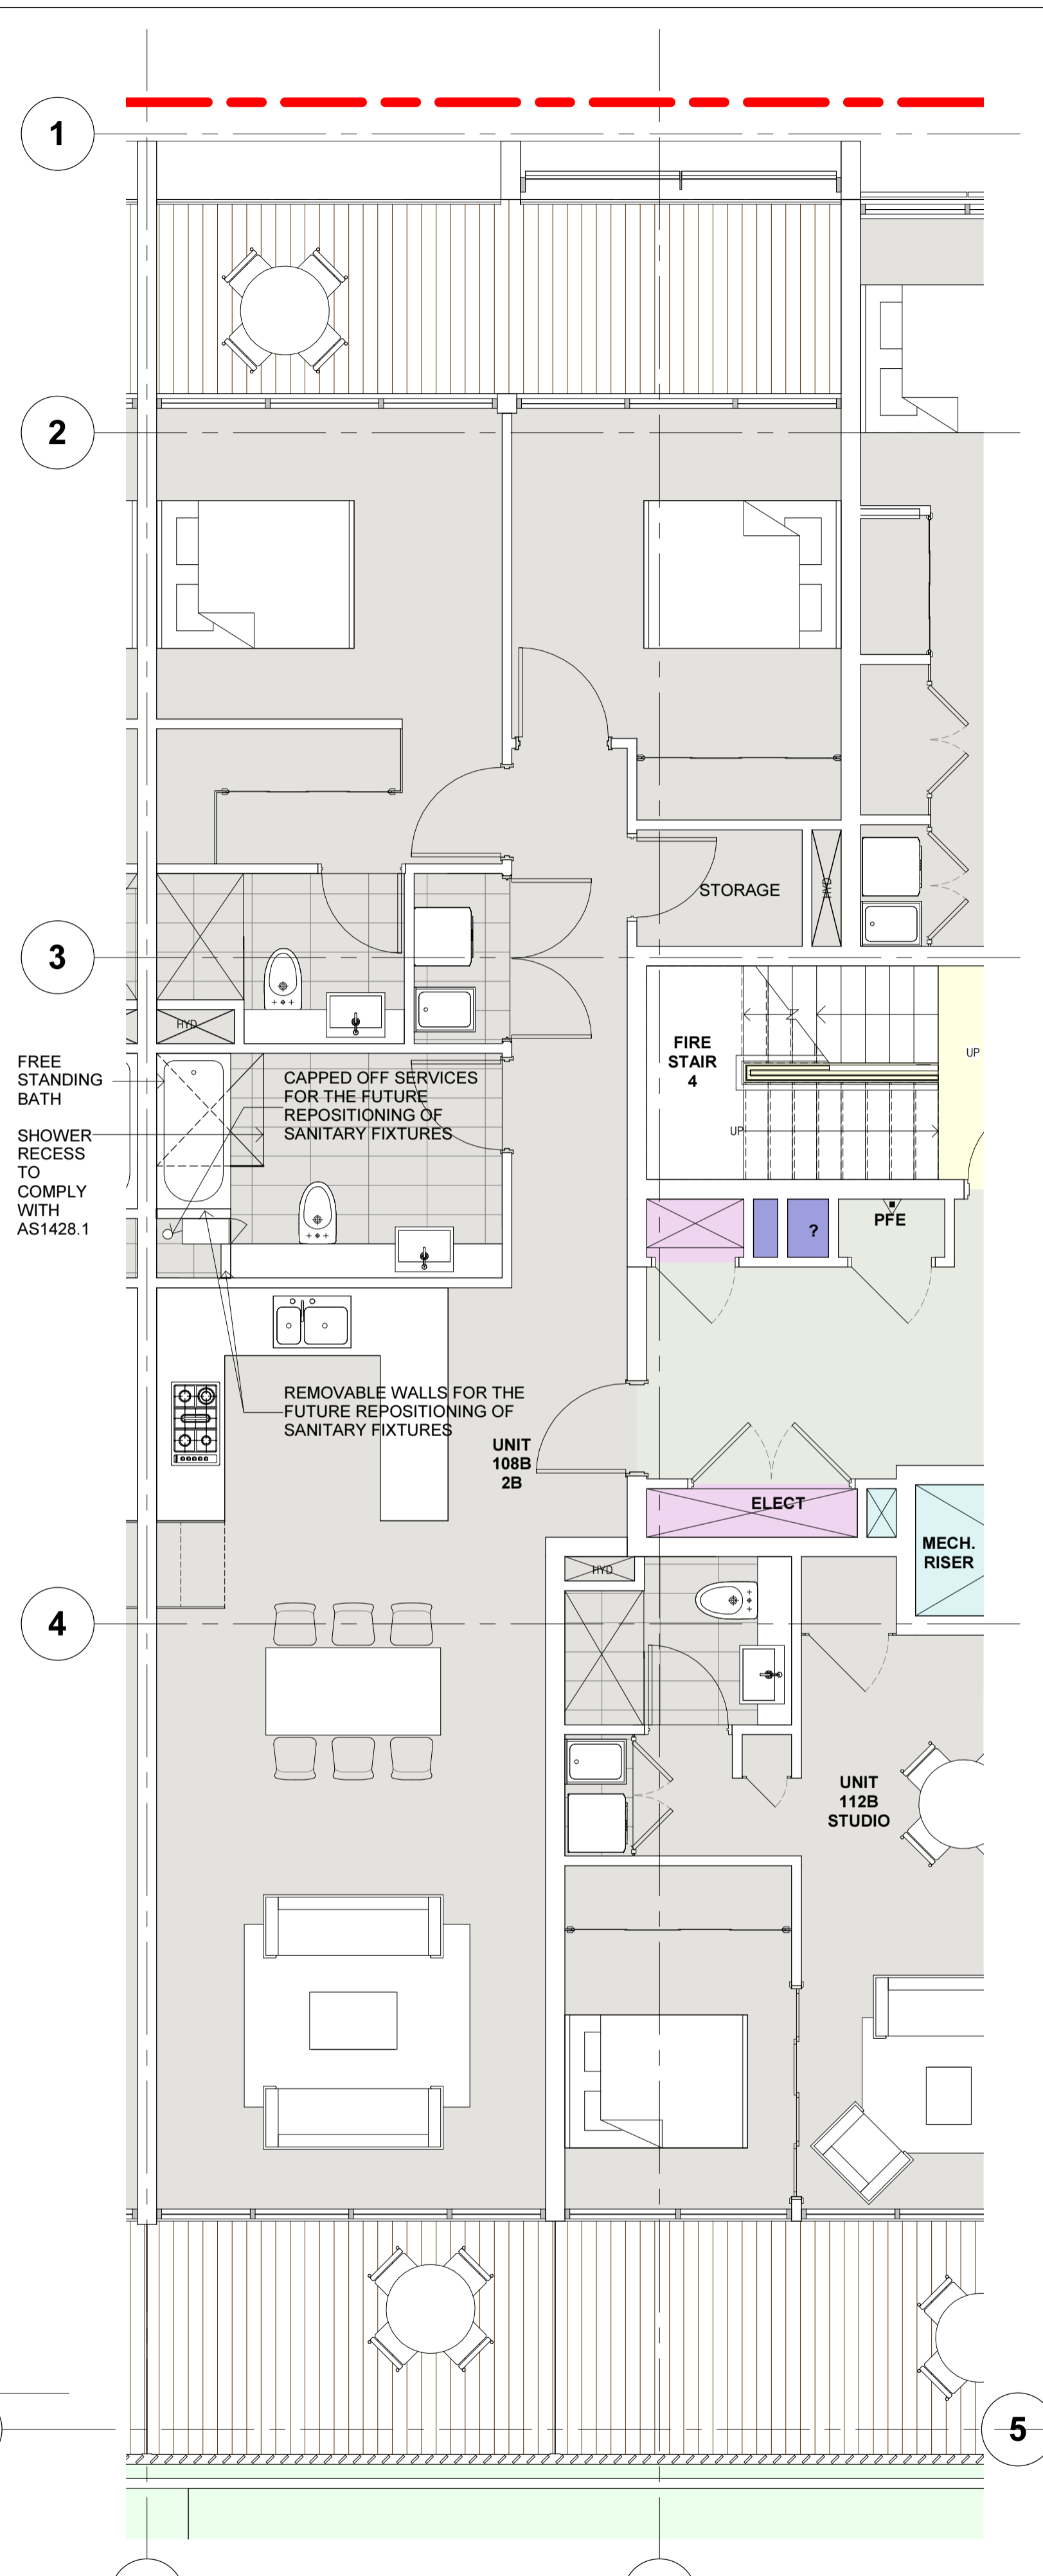 1
2
STORAGE
HYD
3
HYD
FIRE
STAIR
4
UP
UP
FREE
STANDING
BATH
SHOWER
RECESS
TO
COMPLY
WITH
AS1428.1
CAPPED OFF SERVICES
FOR THE FUTURE
REPOSITIONING OF
SANITARY FIXTURES
?
PFE
REMOVABLE WALLS FOR THE
FUTURE REPOSITIONING OF
SANITARY FIXTURES
UNIT
108B
2B
ELECT
MECH.
RISER
HYD
4
UNIT
112B
STUDIO
5